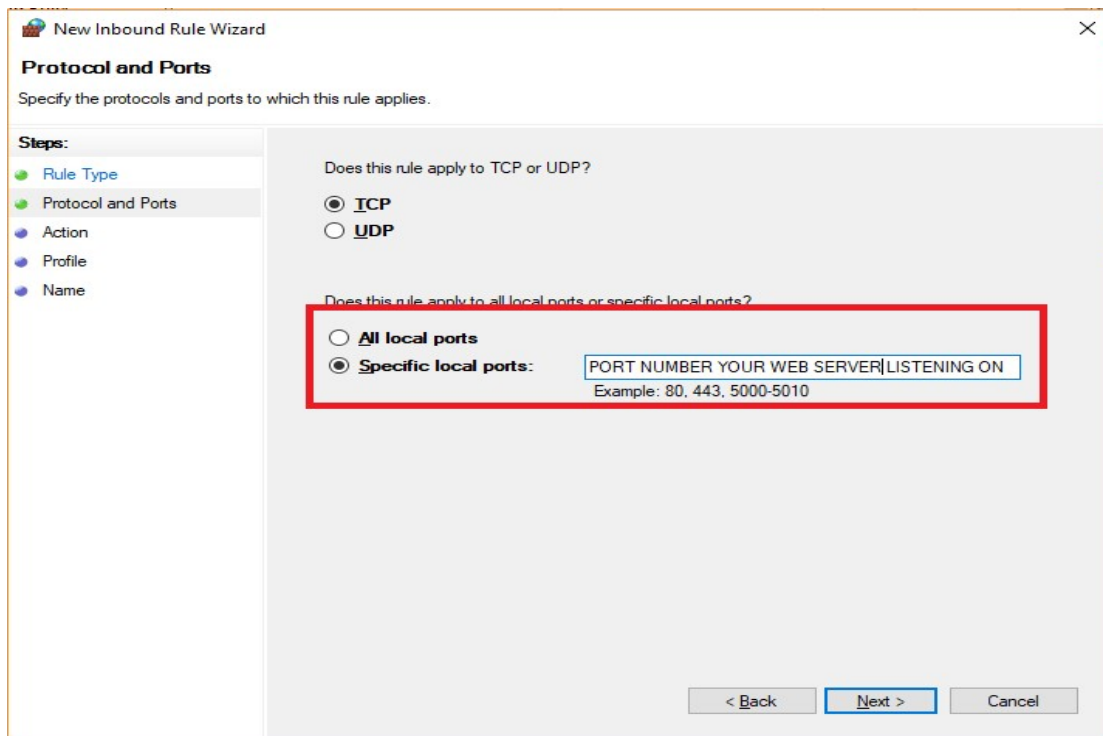 New Inbound Rule Wizard
Protocol and Ports
Specify the protocols and ports to which this rule applies.
Steps:
Rule Type
Protocol and Ports
Action
Profile
Name
Does this rule apply to TCP or UDP?
TCP
UDP
Does this rule apply to all local ports or specific local ports?
All local ports
Specific local ports: PORT NUMBER YOUR WEB SERVER LISTENING ON
Example: 80, 443, 5000-5010
< Back Next > Cancel